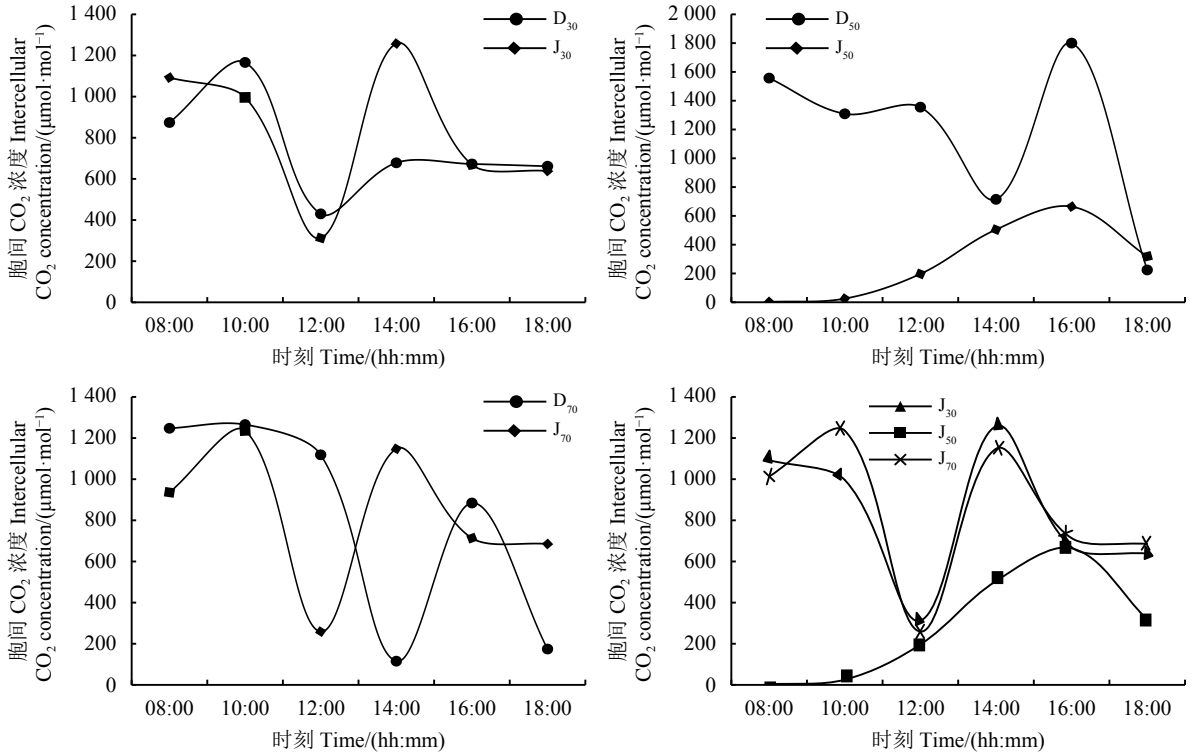 胞间 CO₂ 浓度 Intercellular
CO₂ concentration/(μmol·mol⁻¹)
1 400
1 200
1 000
800
600
400
200
0
D₃₀
J₃₀
08:00 10:00 12:00 14:00 16:00 18:00
时刻 Time/(hh:mm)
胞间 CO₂ 浓度 Intercellular
CO₂ concentration/(μmol·mol⁻¹)
2 000
1 800
1 600
1 400
1 200
1 000
800
600
400
200
0
D₅₀
J₅₀
08:00 10:00 12:00 14:00 16:00 18:00
时刻 Time/(hh:mm)
胞间 CO₂ 浓度 Intercellular
CO₂ concentration/(μmol·mol⁻¹)
1 400
1 200
1 000
800
600
400
200
0
D₇₀
J₇₀
08:00 10:00 12:00 14:00 16:00 18:00
时刻 Time/(hh:mm)
胞间 CO₂ 浓度 Intercellular
CO₂ concentration/(μmol·mol⁻¹)
1 400
1 200
1 000
800
600
400
200
0
J₃₀
J₅₀
J₇₀
08:00 10:00 12:00 14:00 16:00 18:00
时刻 Time/(hh:mm)